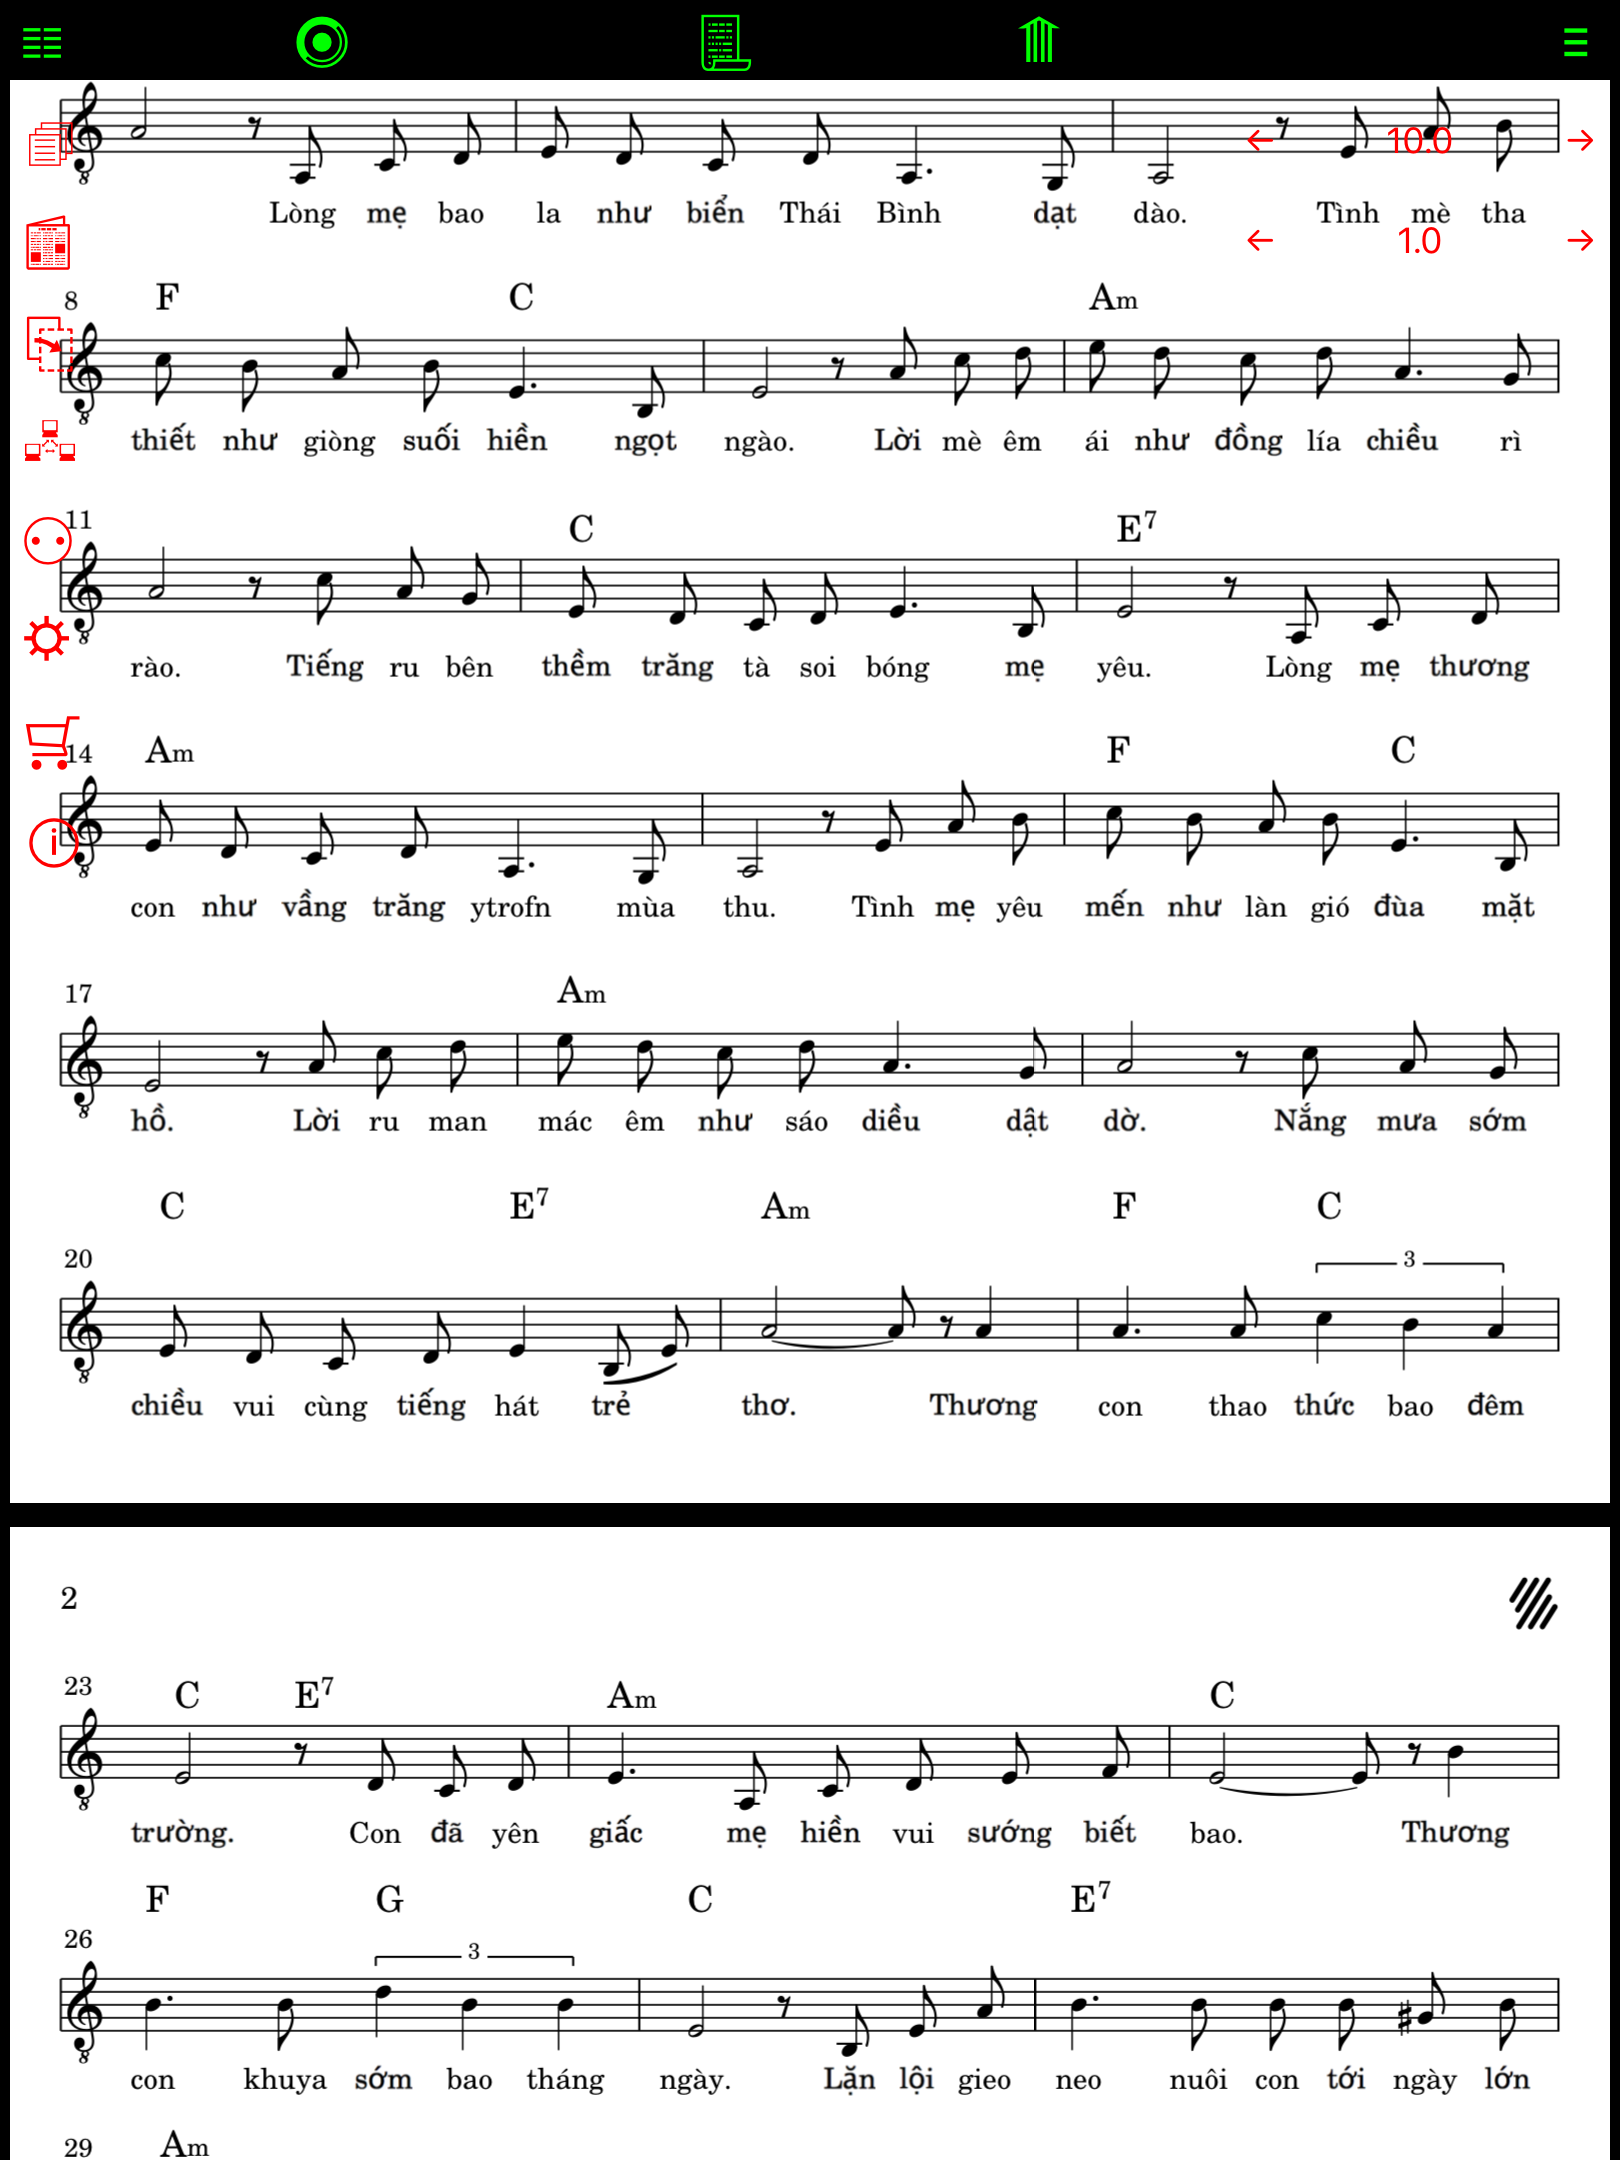 Lòng mẹ bao la như biển Thái Bình dạt dào. Tình mè tha
10.0
1.0
8 F C Am
thiết như giòng suối hiền ngọt ngào. Lời mè êm ái như đồng lía chiều rì
11 C E7
rào. Tiếng ru bên thềm trăng tà soi bóng mẹ yêu. Lòng mẹ thương
14 Am F C
con như vầng trăng ytrofn mùa thu. Tình mẹ yêu mến như làn gió đùa mặt
17 Am
hồ. Lời ru man mác êm như sáo diều dật dờ. Nắng mưa sớm
C E7 Am F C
20 3
chiều vui cùng tiếng hát trẻ thơ. Thương con thao thức bao đêm
2
23 C E7 Am C
trường. Con đã yên giấc mẹ hiền vui sướng biết bao. Thương
F G C E7
26 3
con khuya sớm bao tháng ngày. Lặn lội gieo neo nuôi con tới ngày lớn
29 Am